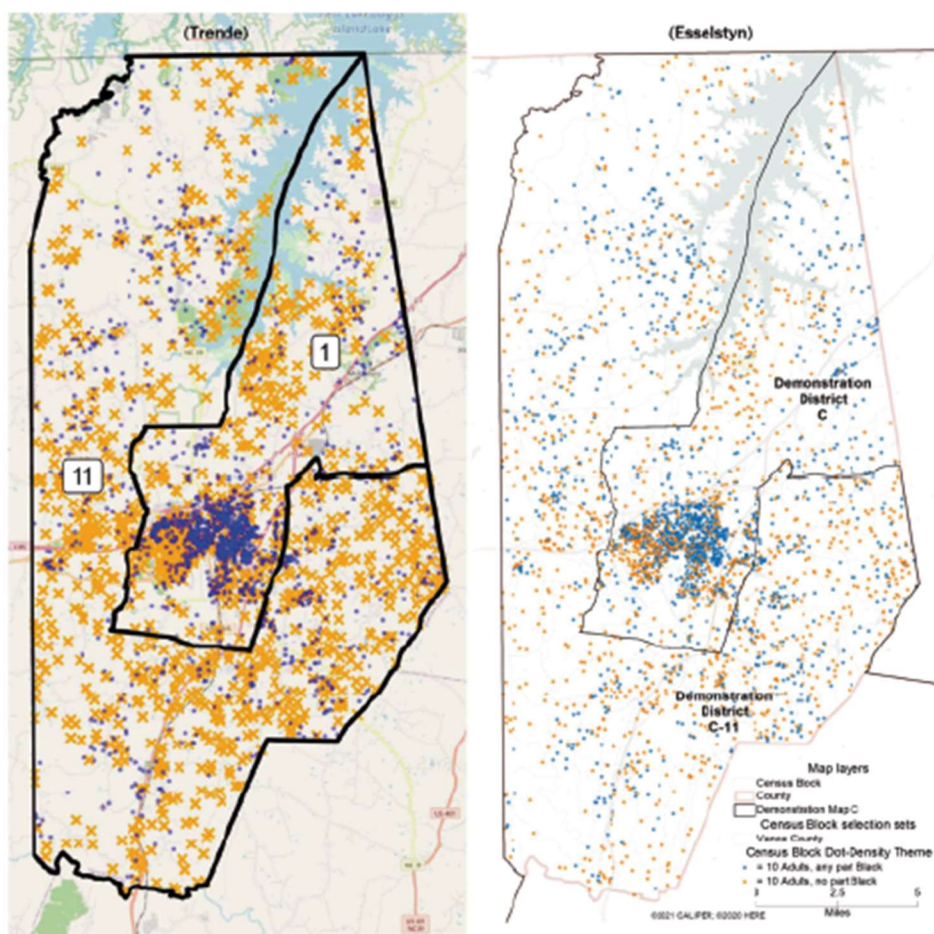 (Trende)
(Esselstyn)
1
11
Demonstration
District
C
Demonstration
District
C-11
Map layers
Census Block
County
Demonstration Map C
Census Block selection sets
Vance County
Census Block Dot-Density Theme
= 10 Adults, any part Black
= 10 Adults, no part Black
2.5
5
Miles
©2021 CALIPER; ©2020 HERE